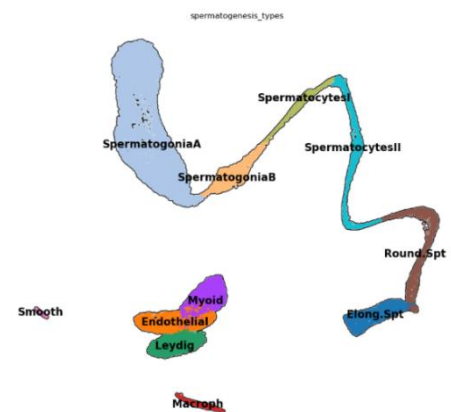 spermatogenesis_types
SpermatocytesI
SpermatogoniaA
SpermatocytesII
SpermatogoniaB
Round.Spt
Myoid
Smooth
Endothelial
Elong.Spt
Leydig
Macroph